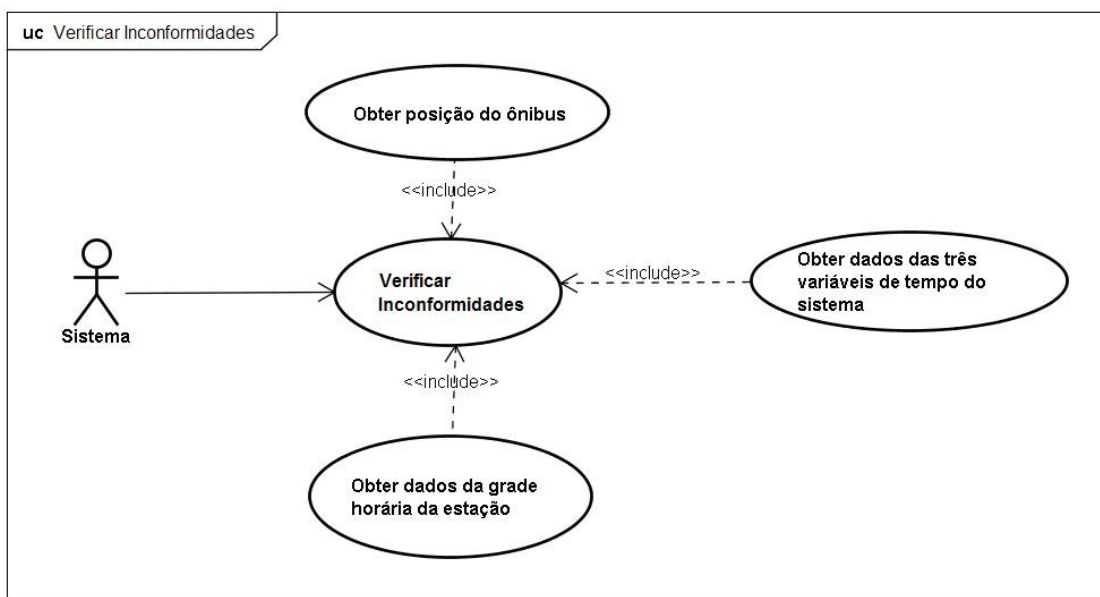 uc Verificar Inconformidades
Obter posição do ônibus
<<include>>
Verificar
Inconformidades
<<include>>
Obter dados das três
variáveis de tempo do
sistema
Sistema
<<include>>
Obter dados da grade
horária da estação